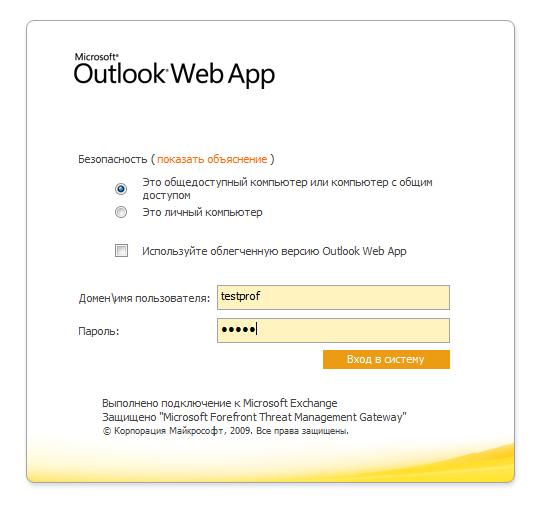 Microsoft®
Outlook® Web App
Безопасность ( показать объяснение )
Это общедоступный компьютер или компьютер с общим
доступом
Это личный компьютер
Используйте облегченную версию Outlook Web App
Домен\имя пользователя: testprof
Пароль: •••••
Вход в систему
Выполнено подключение к Microsoft Exchange
Защищено "Microsoft Forefront Threat Management Gateway"
© Корпорация Майкрософт, 2009. Все права защищены.